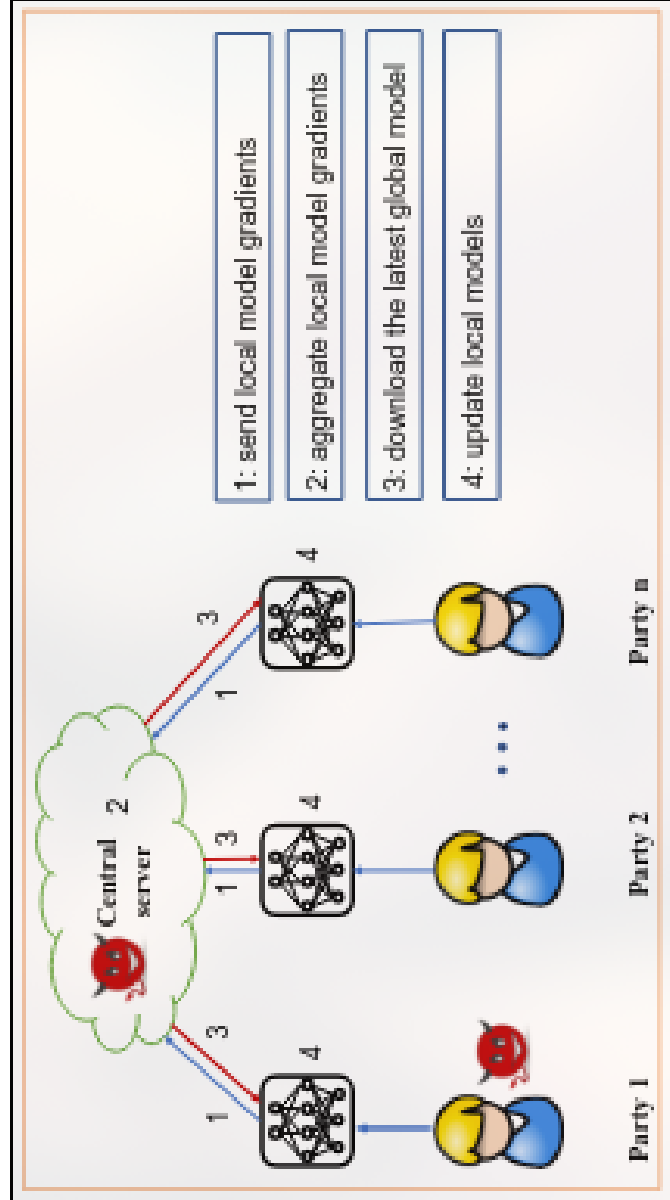 Central
server
2
1
3
1
3
1
3
4
4
4
Party 1
Party 2
Party n
1: send local model gradients
2: aggregate local model gradients
3: download the latest global model
4: update local models